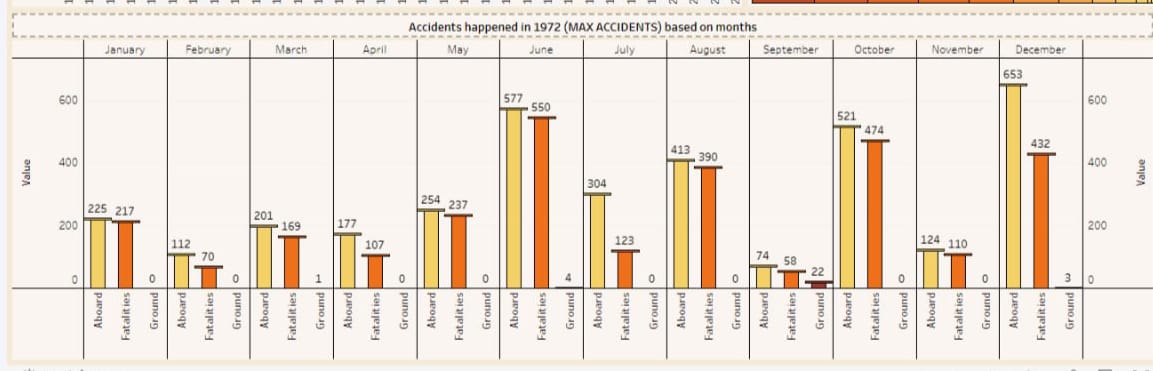 Accidents happened in 1972 (MAX ACCIDENTS) based on months
January February March April May June July August September October November December
653
600 577 550 600
521
474
432
413 390
400 400
304
Value Value
254 237
225 217
201
200 177 169 200
112 107 123 124 110
70 74 58
22
0 0 0 1 0 0 4 0 0 0 0 3 0
Aboard Fatalities Ground Aboard Fatalities Ground Aboard Fatalities Ground Aboard Fatalities Ground Aboard Fatalities Ground Aboard Fatalities Ground Aboard Fatalities Ground Aboard Fatalities Ground Aboard Fatalities Ground Aboard Fatalities Ground Aboard Fatalities Ground Aboard Fatalities Ground